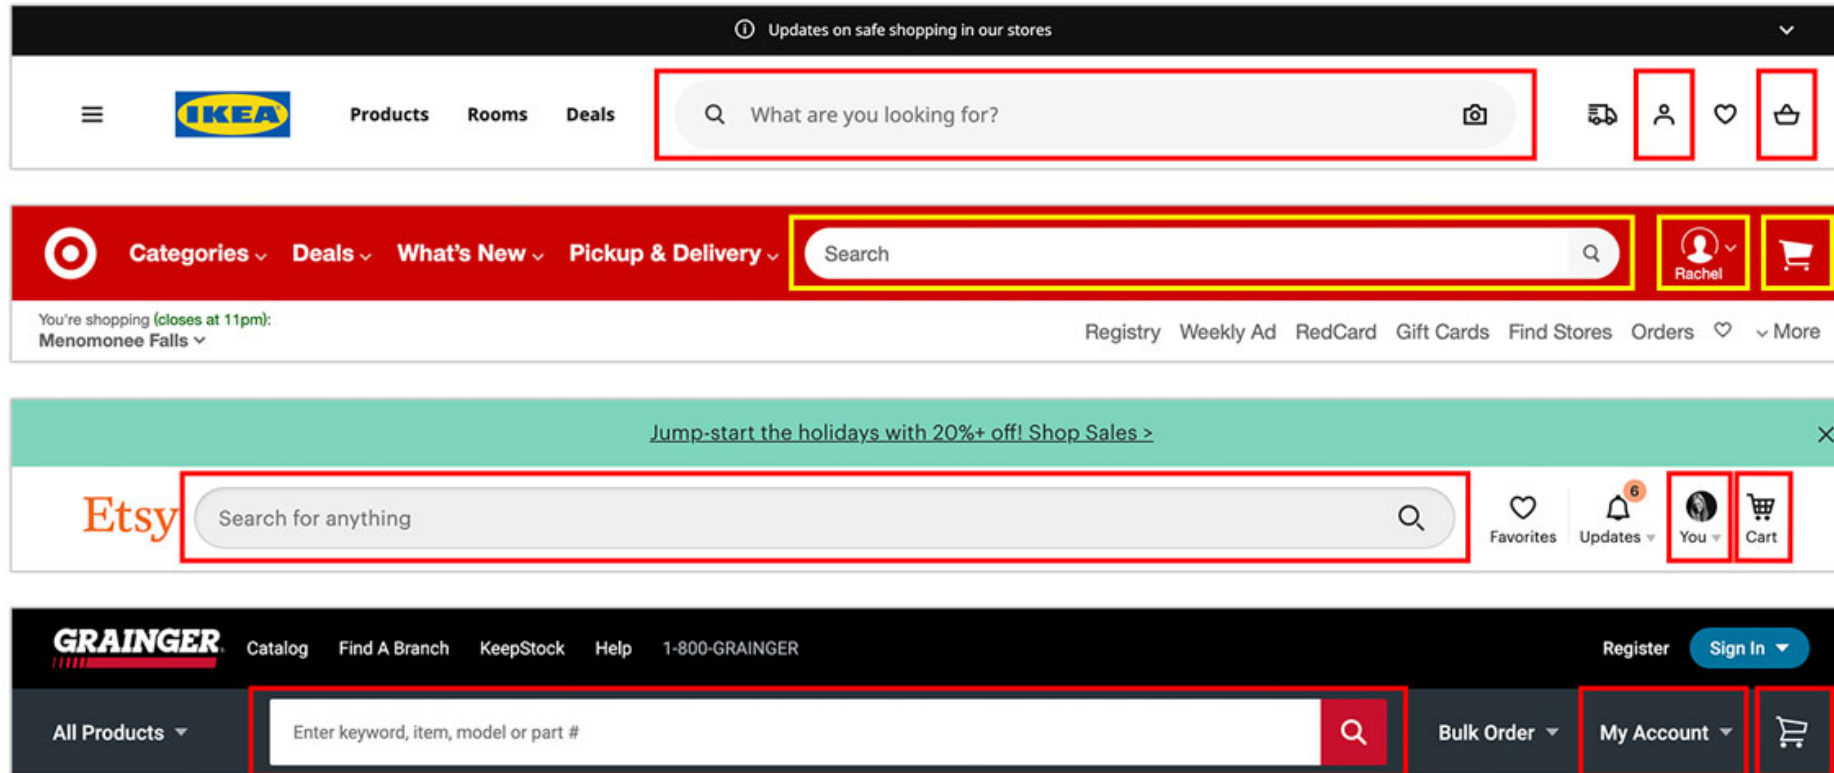 Updates on safe shopping in our stores
IKEA Products Rooms Deals What are you looking for?
Categories Deals What's New Pickup & Delivery Search Rachel
You're shopping (closes at 11pm):
Menomonee Falls
Registry Weekly Ad RedCard Gift Cards Find Stores Orders More
Jump-start the holidays with 20%+ off! Shop Sales >
Etsy Search for anything Favorites 6 Updates You Cart
GRAINGER. Catalog Find A Branch KeepStock Help 1-800-GRAINGER Register Sign In
All Products Enter keyword, item, model or part # Bulk Order My Account